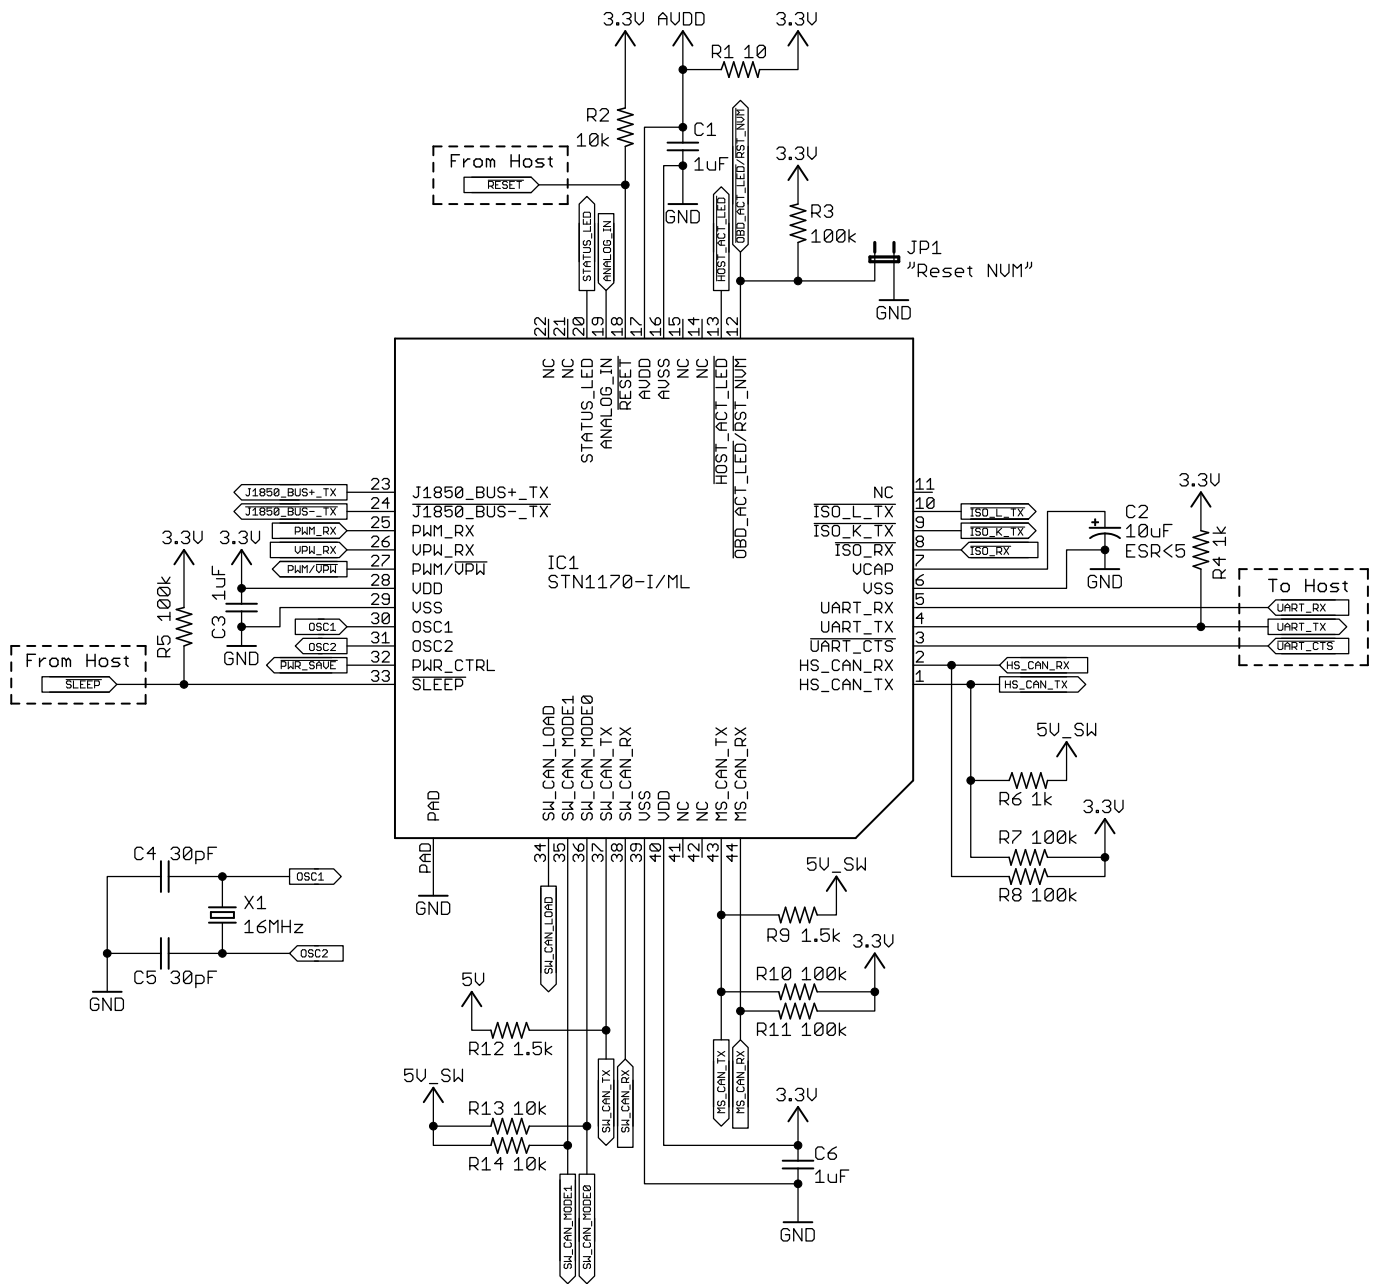 3.3V AVDD
3.3V
R1 10
R2
10k
C1
1uF
From Host
RESET
OBD_ACT_LED/RST_NVM
HOST_ACT_LED
STATUS_LED
ANALOG_IN
GND
3.3V
R3
100k
JP1
"Reset NVM"
GND
22
21
20
19
18
17
16
15
14
13
12
NC
NC
STATUS_LED
ANALOG_IN
RESET
AVDD
AVSS
NC
NC
HOST_ACT_LED
OBD_ACT_LED/RST_NVM
IC1
STN1170-I/ML
J1850_BUS+_TX 23 J1850_BUS+_TX
J1850_BUS-_TX 24 J1850_BUS-_TX
PWM_RX 25 PWM_RX
VPW_RX 26 VPW_RX
PWM/VPW 27 PWM/VPW
28 VDD
29 VSS
OSC1 30 OSC1
OSC2 31 OSC2
PWR_SAVE 32 PWR_CTRL
33 SLEEP
3.3V
R5 100k
3.3V
C3 1uF
GND
From Host
SLEEP
NC 11
ISO_L_TX 10 ISO_L_TX
ISO_K_TX 9 ISO_K_TX
ISO_RX 8 ISO_RX
VCAP 7
VSS 6
UART_RX 5
UART_TX 4
UART_CTS 3
HS_CAN_RX 2 HS_CAN_RX
HS_CAN_TX 1 HS_CAN_TX
+
C2
10uF
ESR<5
GND
3.3V
R4 1k
To Host
UART_RX
UART_TX
UART_CTS
5V_SW
R6 1k
3.3V
R7 100k
R8 100k
PAD
SW_CAN_LOAD
SW_CAN_MODE1
SW_CAN_MODE0
SW_CAN_TX
SW_CAN_RX
VSS
VDD
NC
NC
MS_CAN_TX
MS_CAN_RX
PAD
34
35
36
37
38
39
40
41
42
43
44
GND
C4 30pF
OSC1
X1
16MHz
OSC2
C5 30pF
GND
SW_CAN_LOAD
5V_SW
R9 1.5k
3.3V
R10 100k
R11 100k
5V
R12 1.5k
SW_CAN_TX
SW_CAN_RX
MS_CAN_TX
MS_CAN_RX
5V_SW
R13 10k
R14 10k
SW_CAN_MODE1
SW_CAN_MODE0
3.3V
C6
1uF
GND